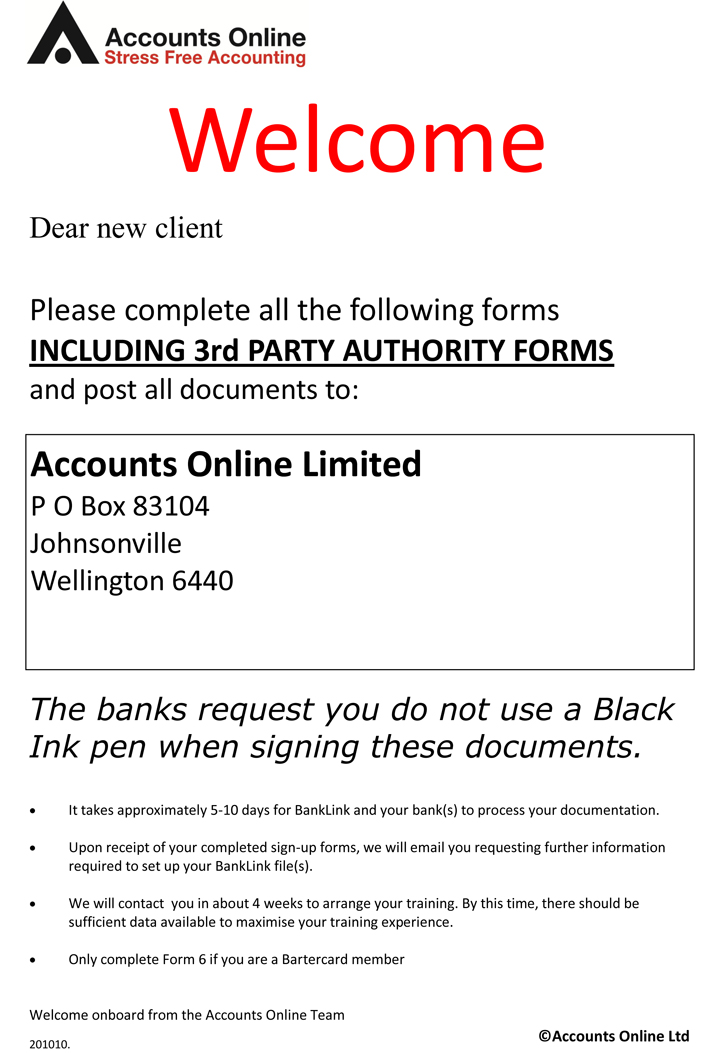 Accounts Online
Stress Free Accounting
Welcome
Dear new client
Please complete all the following forms
INCLUDING 3rd PARTY AUTHORITY FORMS
and post all documents to:
Accounts Online Limited
P O Box 83104
Johnsonville
Wellington 6440
The banks request you do not use a Black
Ink pen when signing these documents.
• It takes approximately 5-10 days for BankLink and your bank(s) to process your documentation.
• Upon receipt of your completed sign-up forms, we will email you requesting further information
required to set up your BankLink file(s).
• We will contact  you in about 4 weeks to arrange your training. By this time, there should be
sufficient data available to maximise your training experience.
• Only complete Form 6 if you are a Bartercard member
Welcome onboard from the Accounts Online Team
©Accounts Online Ltd
201010.